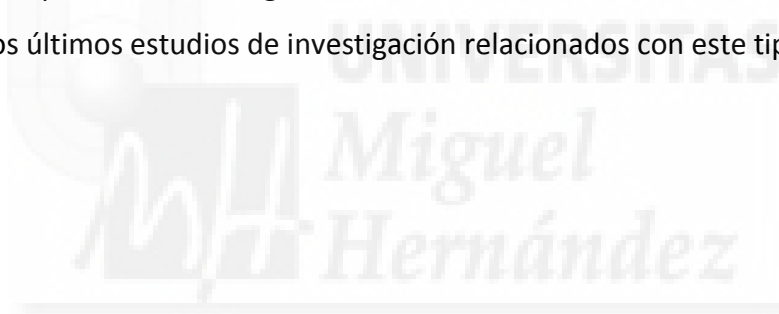 os últimos estudios de investigación relacionados con este tip
UNIVERSITAS
Miguel
Hernández